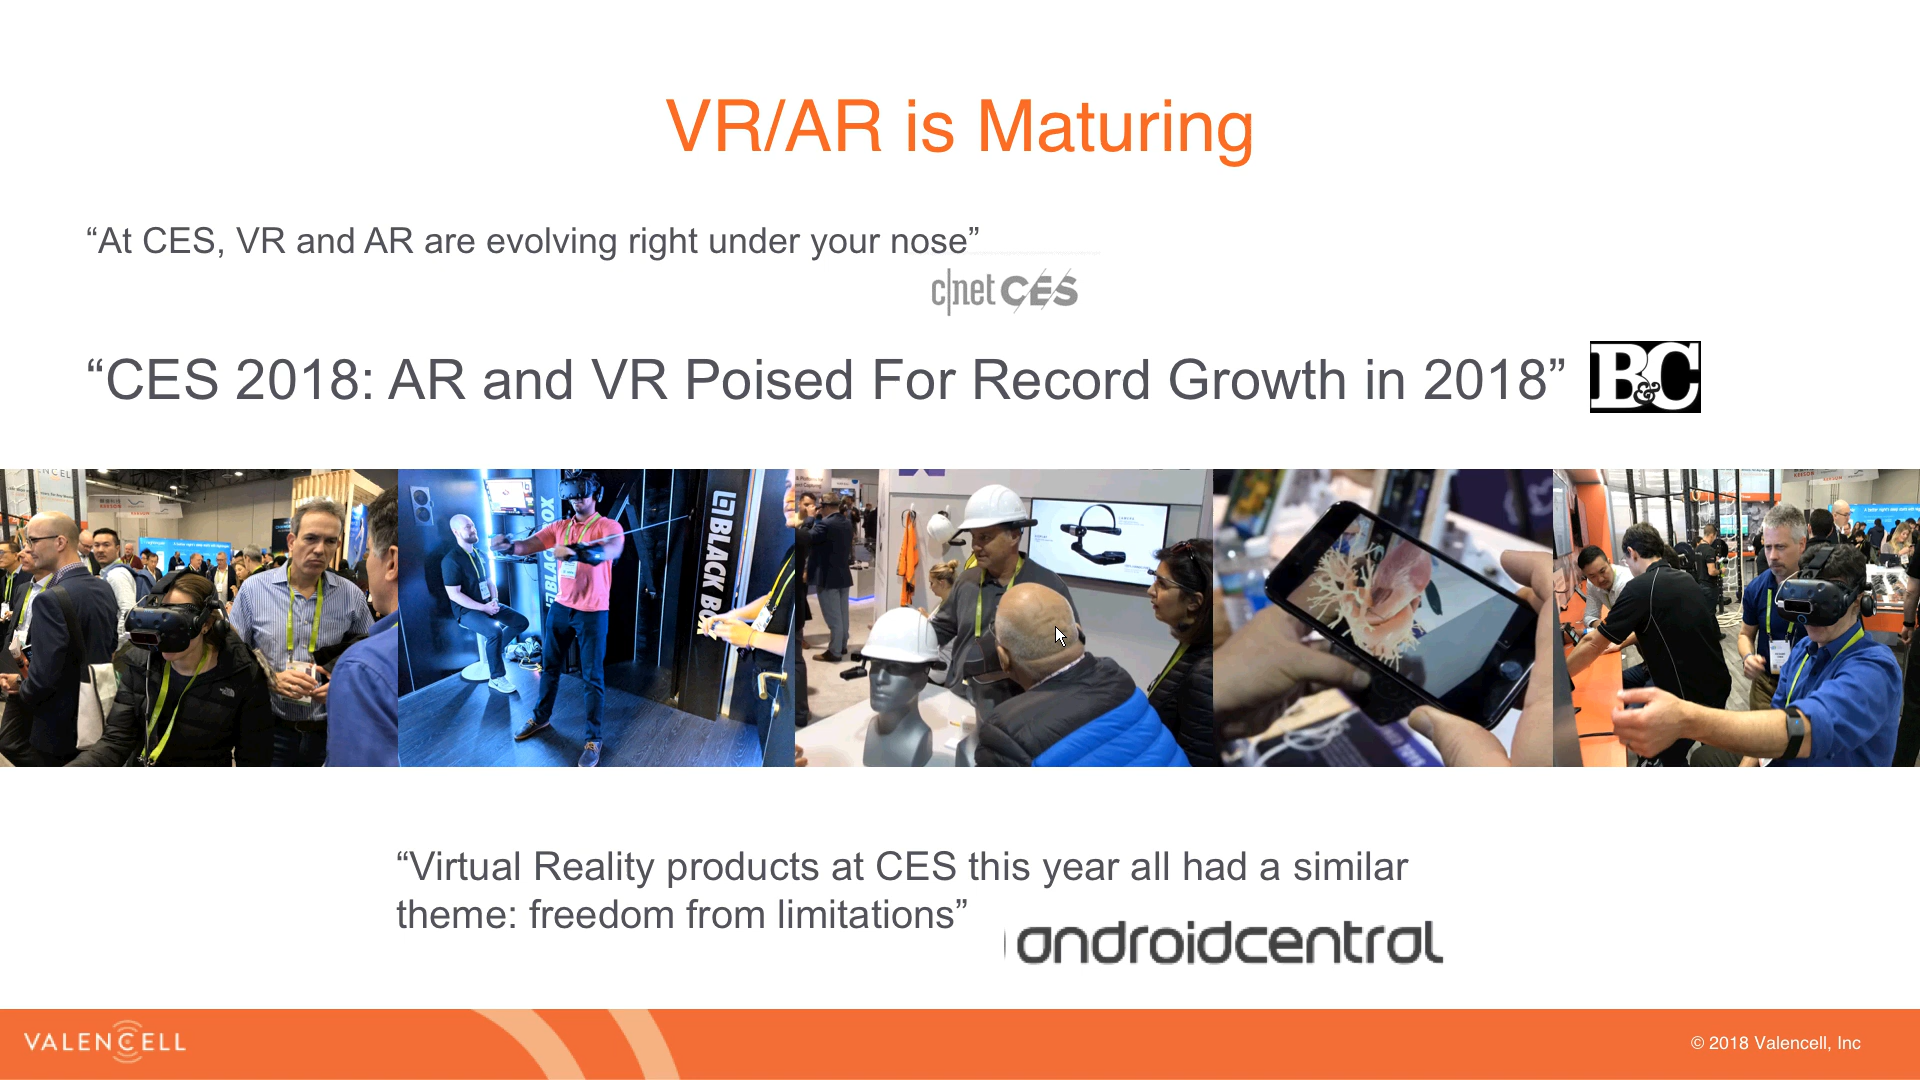 VR/AR is Maturing
“At CES, VR and AR are evolving right under your nose”
c|net CES
“CES 2018: AR and VR Poised For Record Growth in 2018”
B&C
BLACK BOX
“Virtual Reality products at CES this year all had a similar
theme: freedom from limitations”
androidcentral
VALENCELL
© 2018 Valencell, Inc